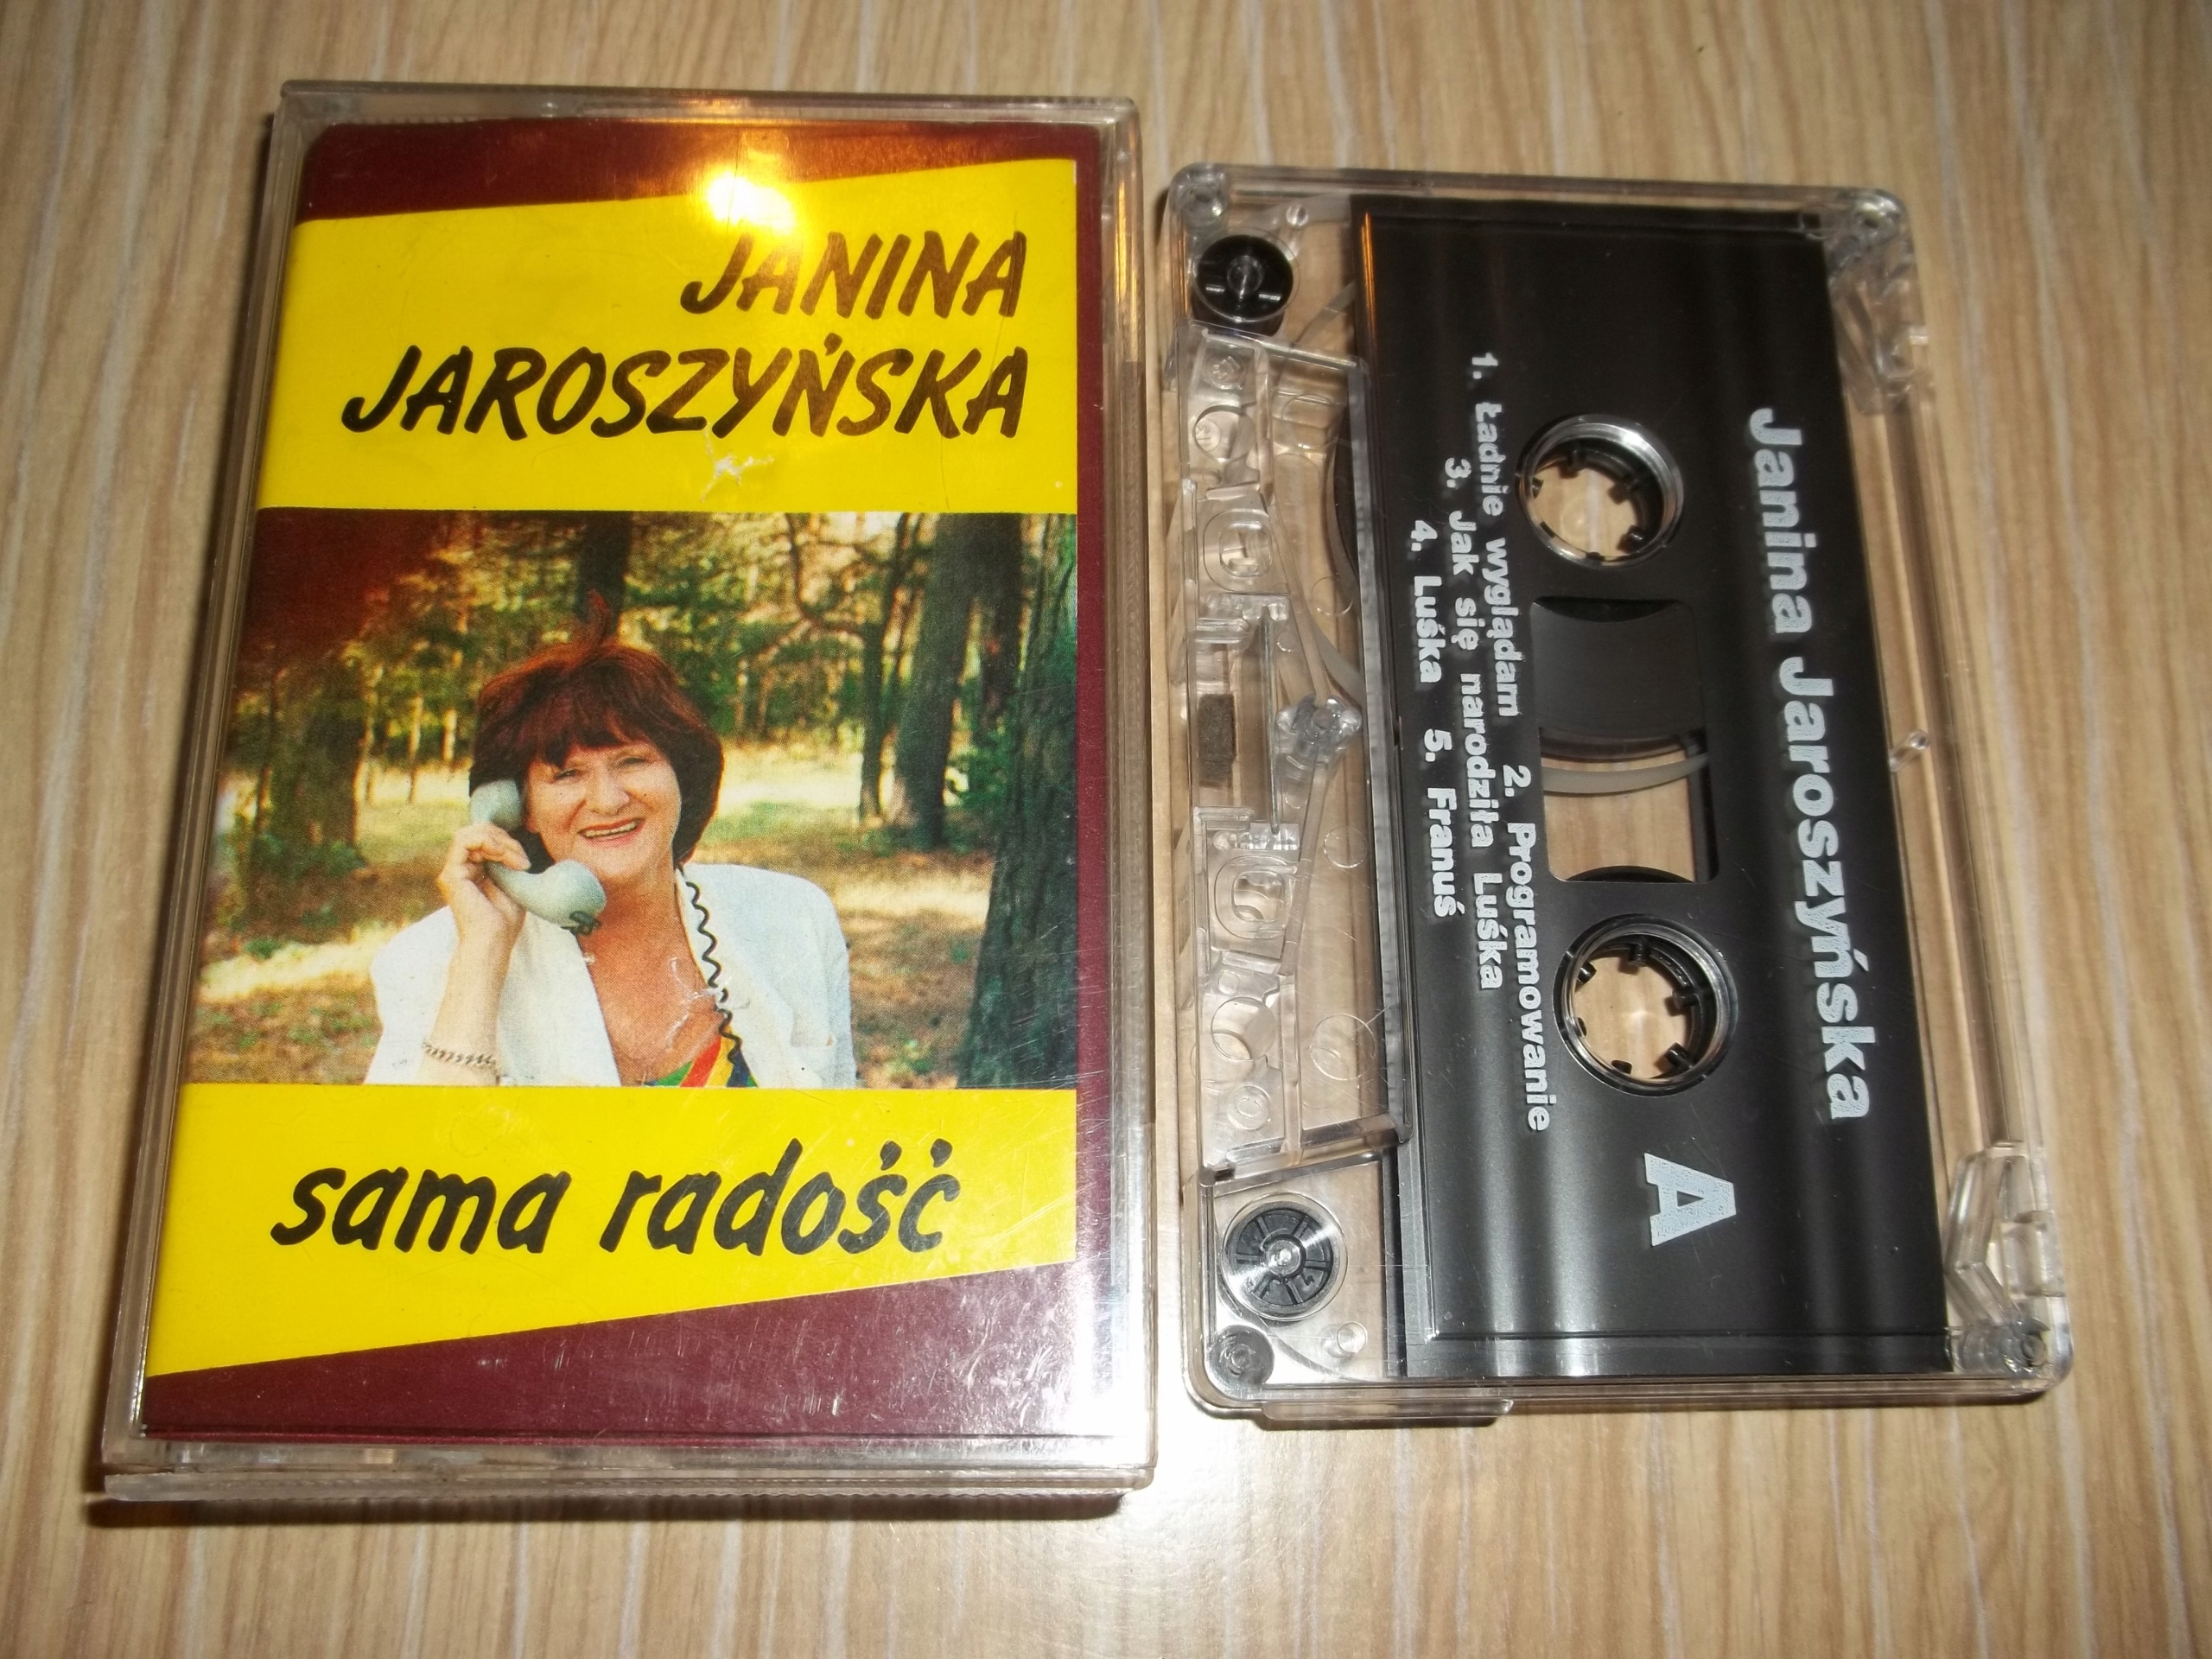 JANINA
JAROSZYŃSKA
sama radość
Janina Jaroszyńska
A
1. Ładnie wyglądam 2. Programowanie
3. Jak się narodziła Luśka
4. Luśka 5. Franuś